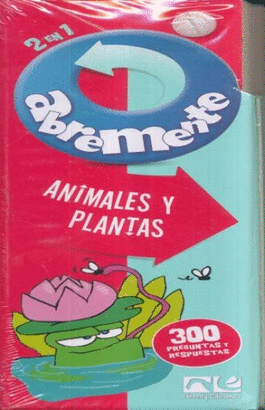 2 EN 1
abremente
ANIMALES Y
PLANTAS
300
PREGUNTAS Y
RESPUESTAS